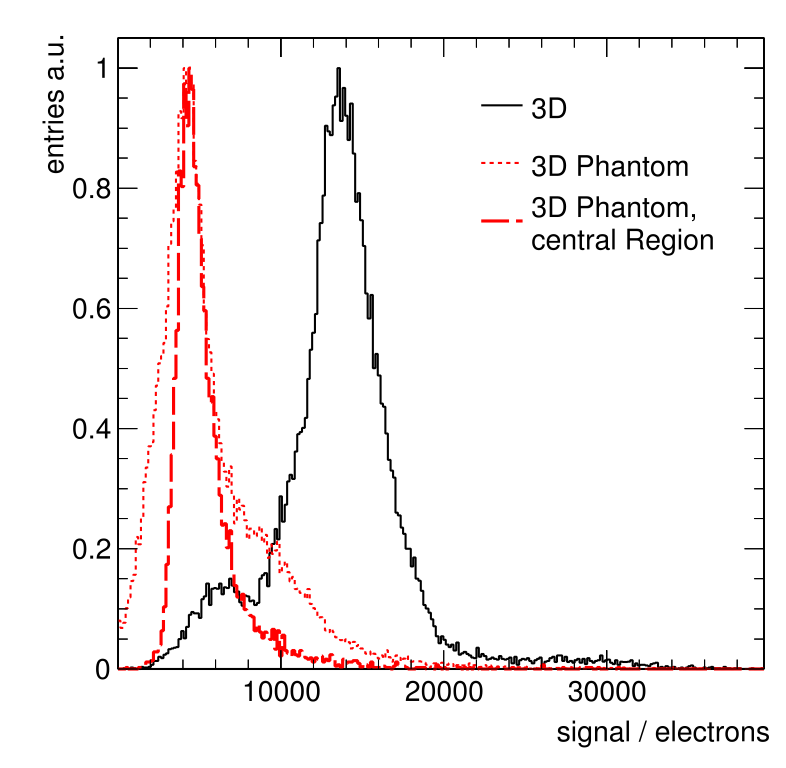 entries a.u.
1
0.8
0.6
0.4
0.2
0
10000
20000
30000
signal / electrons
3D
3D Phantom
3D Phantom,
central Region